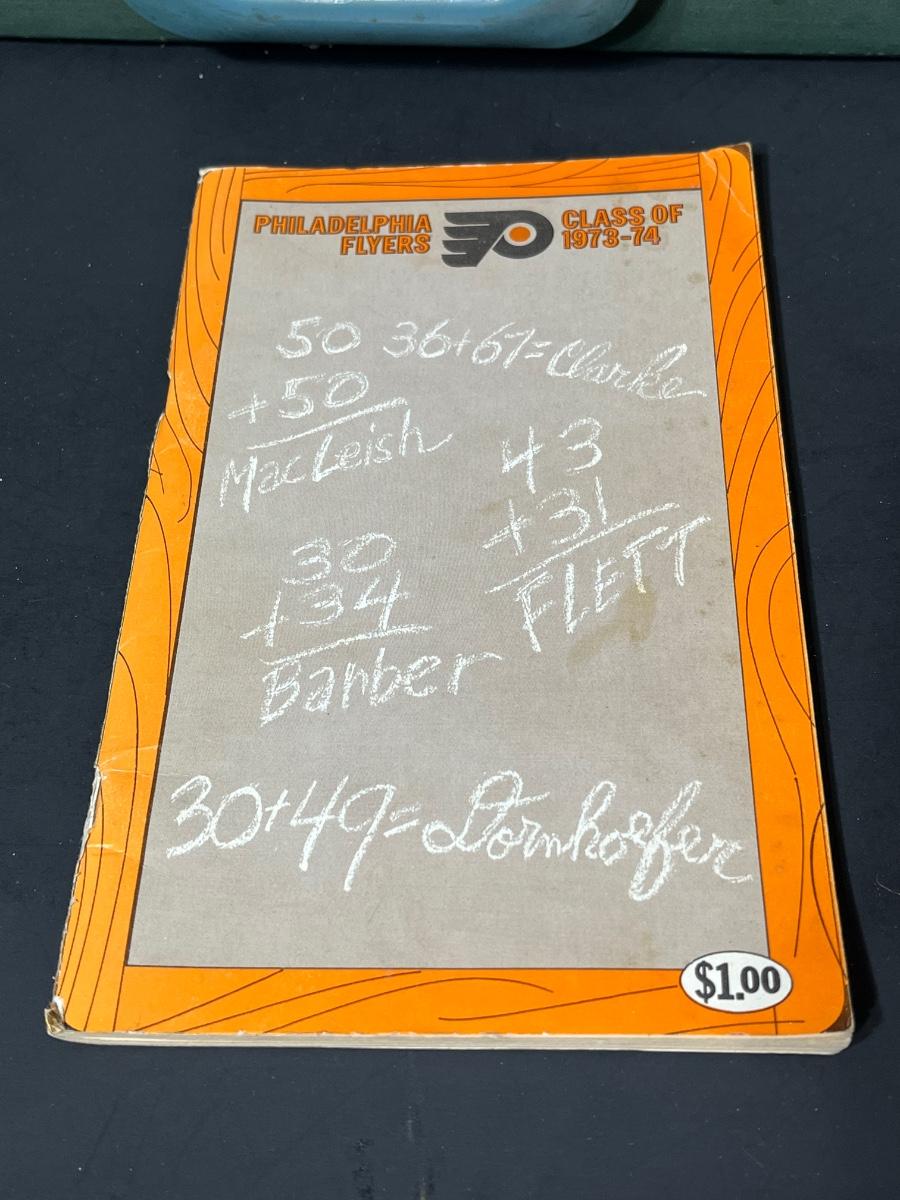 PHILADELPHIA
FLYERS
CLASS OF
1973-74
50
+50
MacLeish
36+67=Clarke
43
+31
FLETT
30
+34
Barber
30+49=Dornhoefer
$1.00